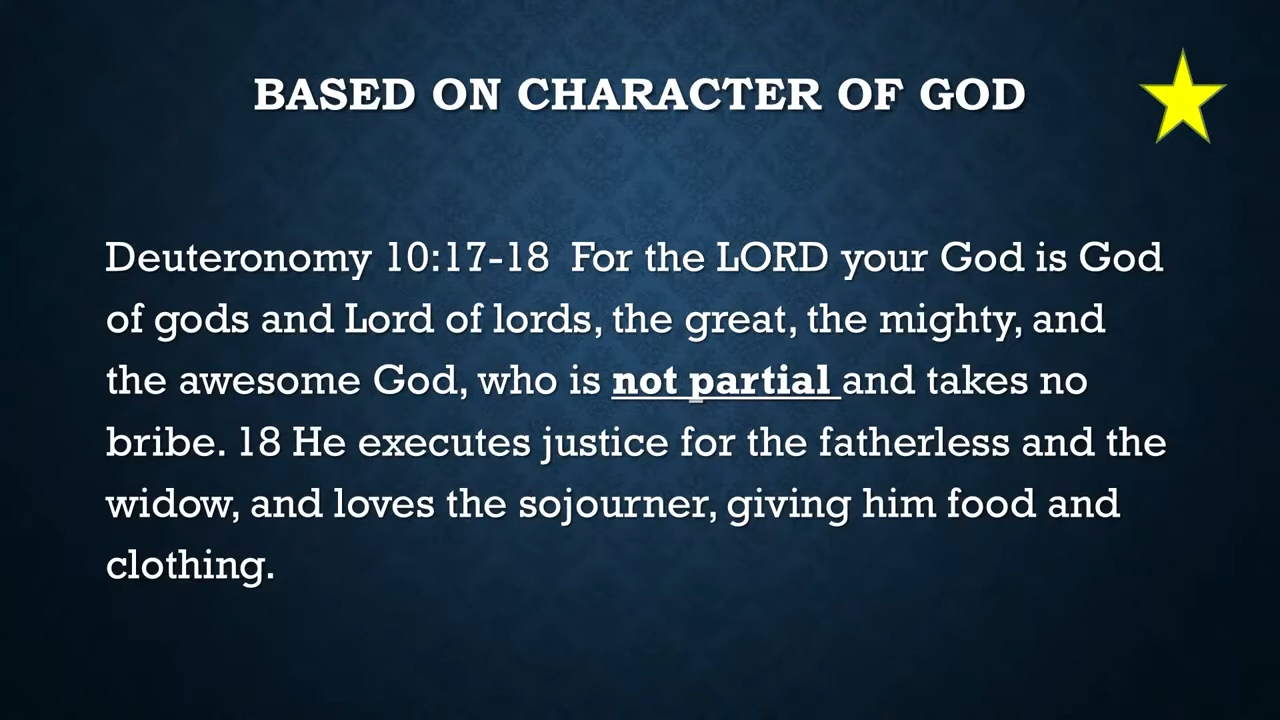 BASED ON CHARACTER OF GOD
Deuteronomy 10:17-18  For the LORD your God is God
of gods and Lord of lords, the great, the mighty, and
the awesome God, who is not partial and takes no
bribe. 18 He executes justice for the fatherless and the
widow, and loves the sojourner, giving him food and
clothing.